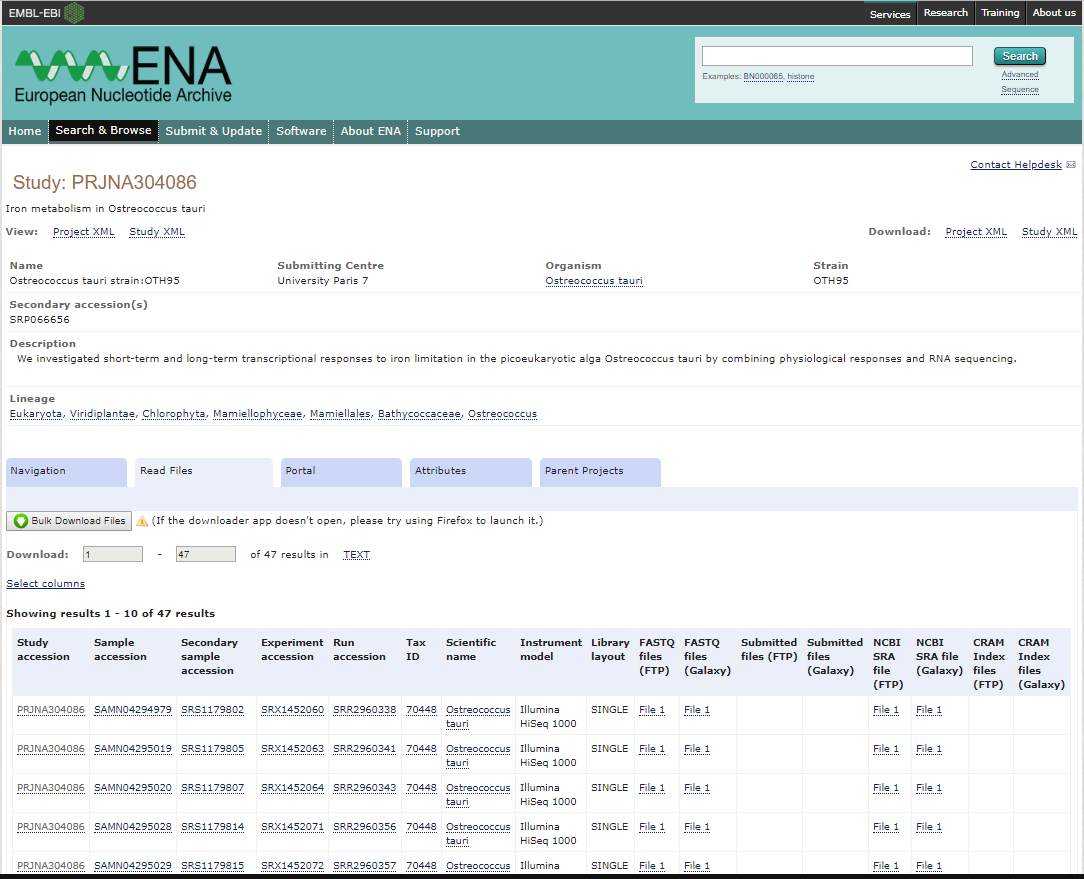 EMBL-EBI
Services Research Training About us
ENA
European Nucleotide Archive
Search
Examples: BN000065, histone
Advanced
Sequence
Home Search & Browse Submit & Update Software About ENA Support
Contact Helpdesk
Study: PRJNA304086
Iron metabolism in Ostreococcus tauri
View: Project XML Study XML Download: Project XML Study XML
Name Submitting Centre Organism Strain
Ostreococcus tauri strain:OTH95 University Paris 7 Ostreococcus tauri OTH95
Secondary accession(s)
SRP066656
Description
We investigated short-term and long-term transcriptional responses to iron limitation in the picoeukaryotic alga Ostreococcus tauri by combining physiological responses and RNA sequencing.
Lineage
Eukaryota, Viridiplantae, Chlorophyta, Mamiellophyceae, Mamiellales, Bathycoccaceae, Ostreococcus
Navigation Read Files Portal Attributes Parent Projects
Bulk Download Files (If the downloader app doesn't open, please try using Firefox to launch it.)
Download: 1 - 47 of 47 results in TEXT
Select columns
Showing results 1 - 10 of 47 results
Study Sample Secondary Experiment Run Tax Scientific Instrument Library FASTQ FASTQ Submitted Submitted NCBI NCBI CRAM CRAM
accession accession sample accession accession ID name model layout files files files (FTP) files SRA SRA file Index Index
accession (FTP) (Galaxy) (Galaxy) file (Galaxy) files files
(FTP) (FTP) (Galaxy)
PRJNA304086 SAMN04294979 SRS1179802 SRX1452060 SRR2960338 70448 Ostreococcus Illumina SINGLE File 1 File 1 File 1 File 1
tauri HiSeq 1000
PRJNA304086 SAMN04295019 SRS1179805 SRX1452063 SRR2960341 70448 Ostreococcus Illumina SINGLE File 1 File 1 File 1 File 1
tauri HiSeq 1000
PRJNA304086 SAMN04295020 SRS1179807 SRX1452064 SRR2960343 70448 Ostreococcus Illumina SINGLE File 1 File 1 File 1 File 1
tauri HiSeq 1000
PRJNA304086 SAMN04295028 SRS1179814 SRX1452071 SRR2960356 70448 Ostreococcus Illumina SINGLE File 1 File 1 File 1 File 1
tauri HiSeq 1000
PRJNA304086 SAMN04295029 SRS1179815 SRX1452072 SRR2960357 70448 Ostreococcus Illumina SINGLE File 1 File 1 File 1 File 1